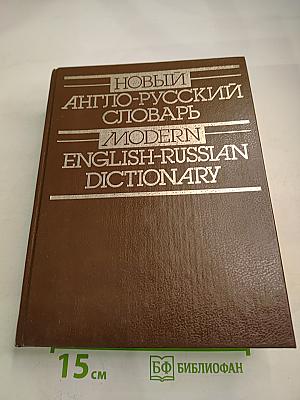 НОВЫЙ
АНГЛО-РУССКИЙ
СЛОВАРЬ
MODERN
ENGLISH-RUSSIAN
DICTIONARY
15 см
БФ БИБЛИОФАН